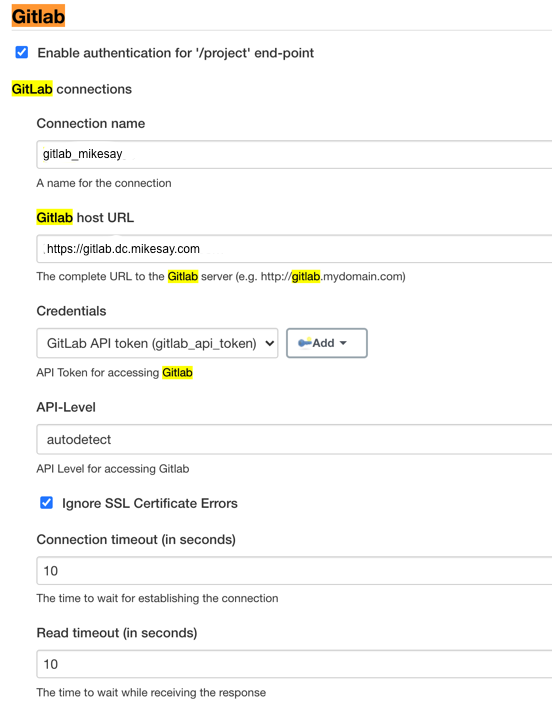 Gitlab
Enable authentication for '/project' end-point
GitLab connections
Connection name
gitlab_mikesay
A name for the connection
Gitlab host URL
https://gitlab.dc.mikesay.com
The complete URL to the Gitlab server (e.g. http://gitlab.mydomain.com)
Credentials
GitLab API token (gitlab_api_token)
Add
API Token for accessing Gitlab
API-Level
autodetect
API Level for accessing Gitlab
Ignore SSL Certificate Errors
Connection timeout (in seconds)
10
The time to wait for establishing the connection
Read timeout (in seconds)
10
The time to wait while receiving the response